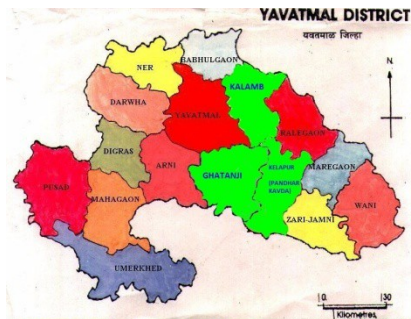 YAVATMAL DISTRICT
यवतमाळ जिल्हा
N
BABHULGAON
NER
KALAMB
DARWHA
YAVATMAL
RALEGAON
DIGRAS
ARNI
GHATANJI
KELAPUR
(PANDHAR
KAVDA)
MAREGAON
PUSAD
MAHAGAON
WANI
ZARI-JAMNI
UMERKHED
0
30
Kilometres